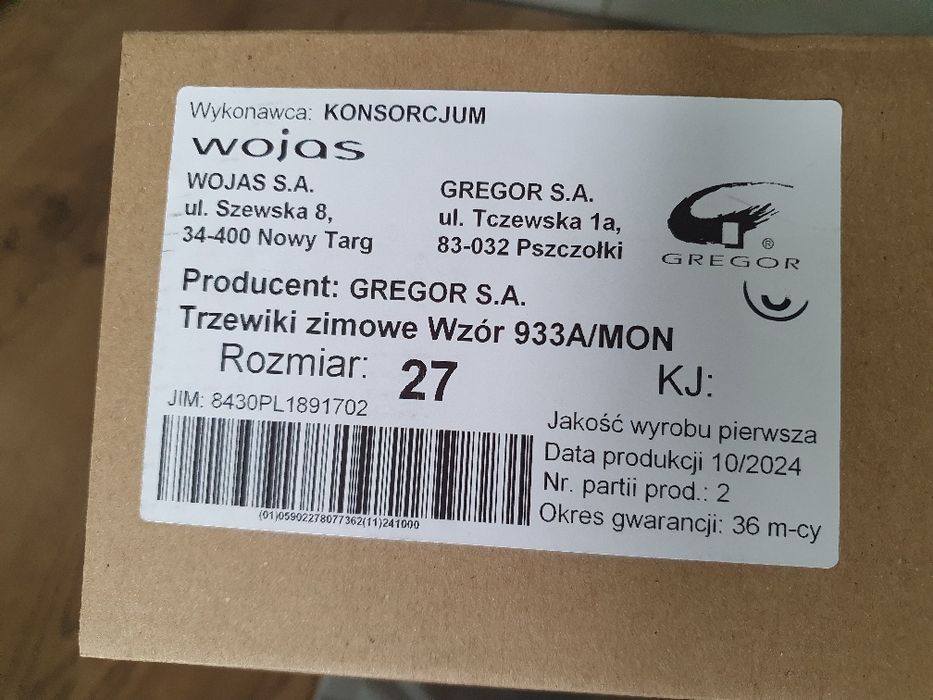 Wykonawca: KONSORCJUM
wojas
WOJAS S.A.
ul. Szewska 8,
34-400 Nowy Targ
GREGOR S.A.
ul. Tczewska 1a,
83-032 Pszczołki
®
GREGOR
Producent: GREGOR S.A.
Trzewiki zimowe Wzór 933A/MON
Rozmiar: 27
KJ:
JIM: 8430PL1891702
(01)05902278077362(11)241000
Jakość wyrobu pierwsza
Data produkcji 10/2024
Nr. partii prod.: 2
Okres gwarancji: 36 m-cy